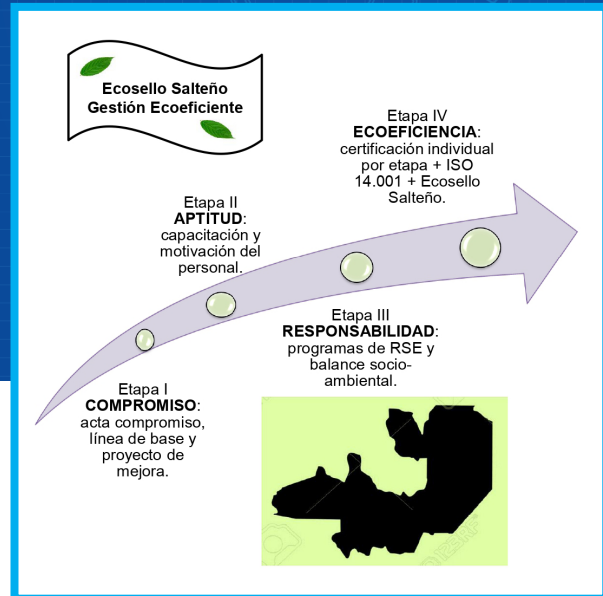 Ecosello Salteño
Gestión Ecoeficiente
Etapa IV
ECOEFICIENCIA:
certificación individual
por etapa + ISO
14.001 + Ecosello
Salteño.
Etapa II
APTITUD:
capacitación y
motivación del
personal.
Etapa III
RESPONSABILIDAD:
programas de RSE y
balance socio-
ambiental.
Etapa I
COMPROMISO:
acta compromiso,
línea de base y
proyecto de
mejora.